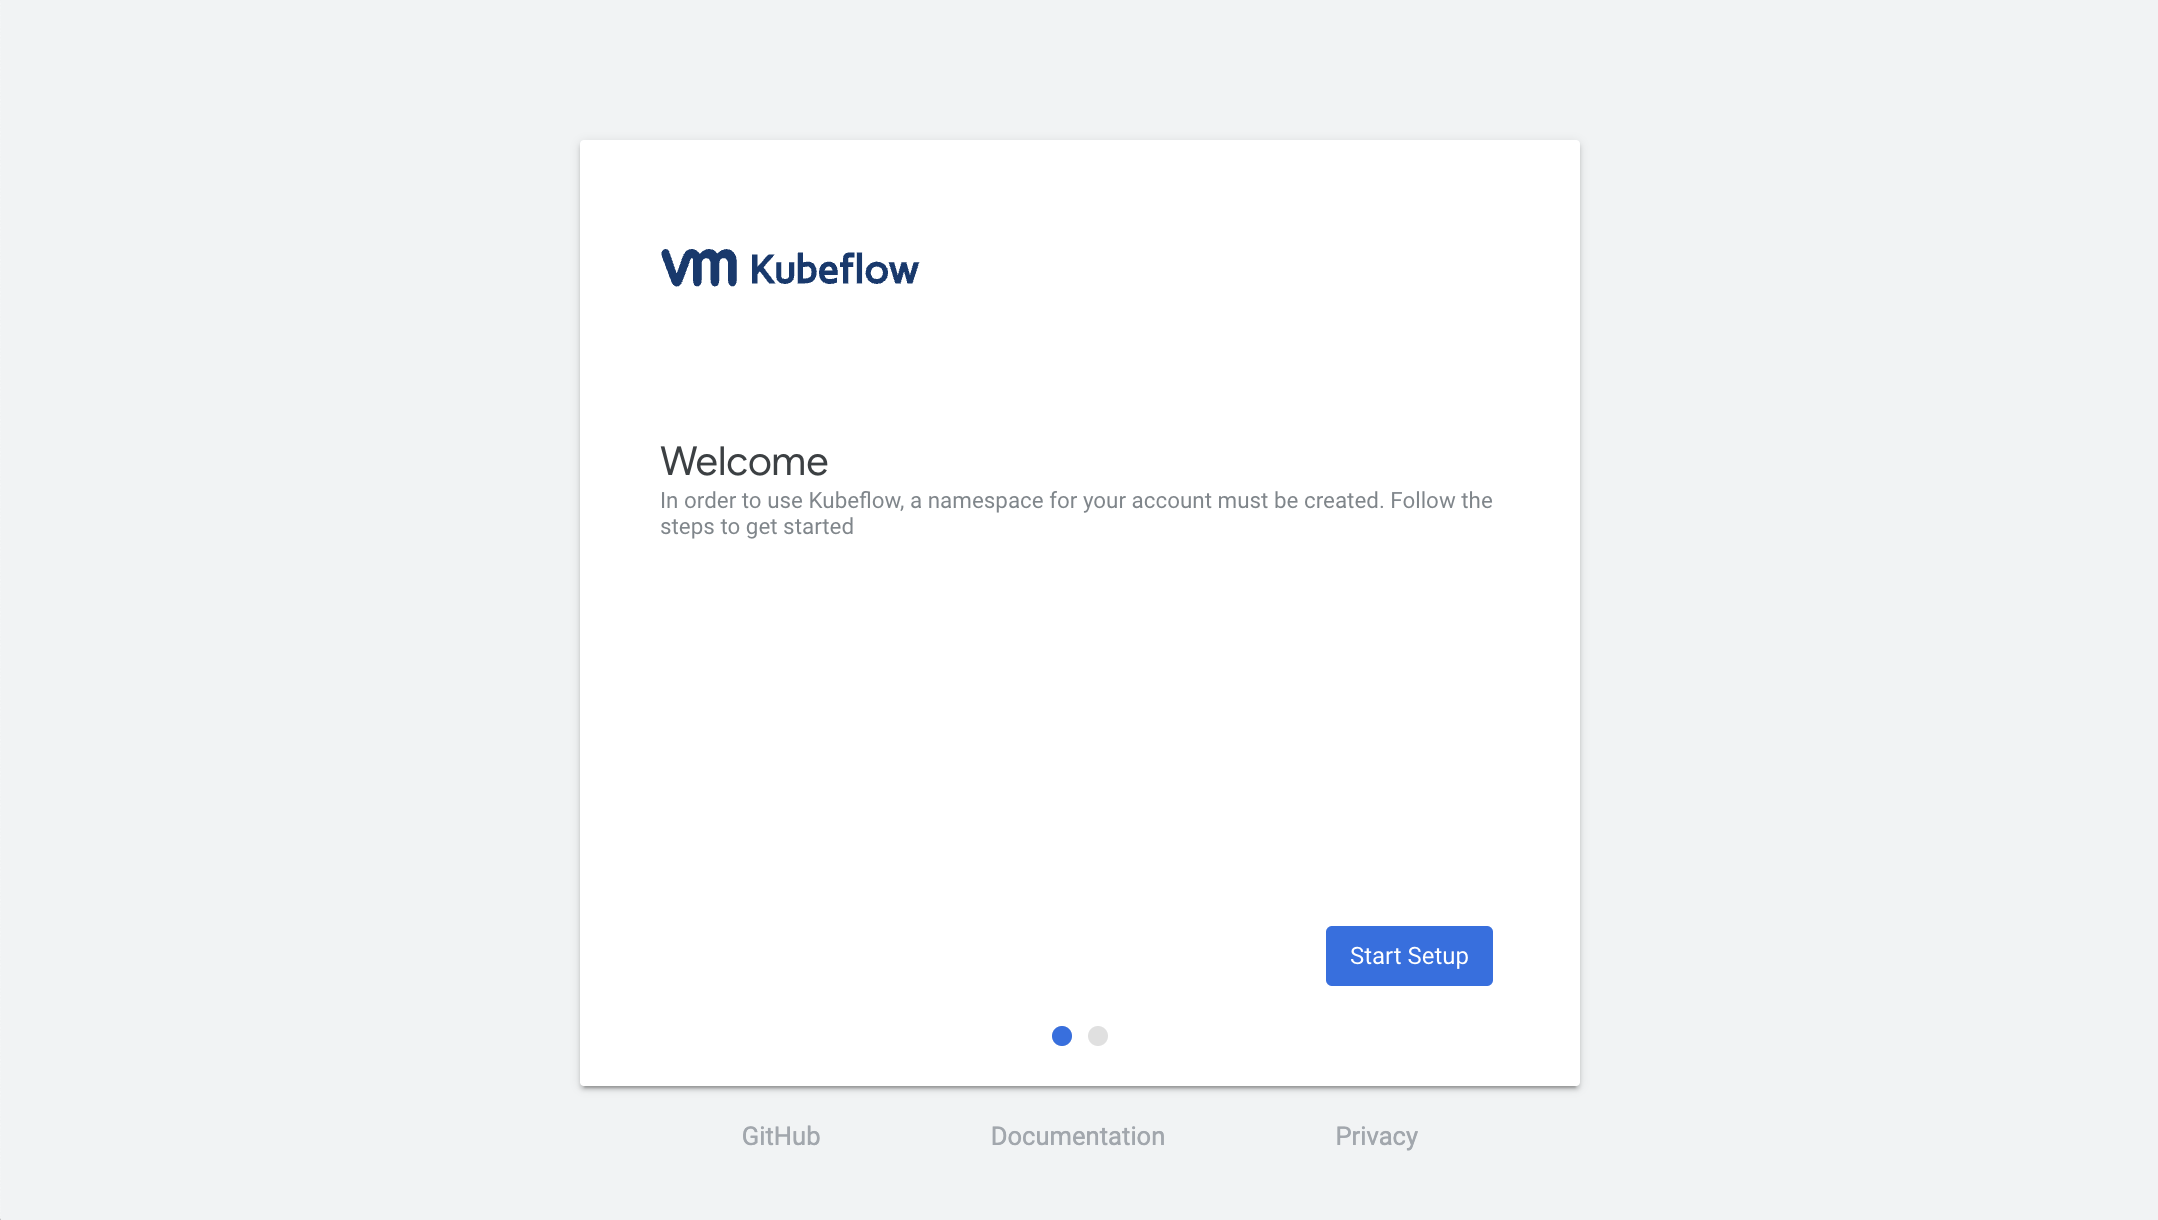 vm Kubeflow
Welcome
In order to use Kubeflow, a namespace for your account must be created. Follow the
steps to get started
Start Setup
GitHub
Documentation
Privacy